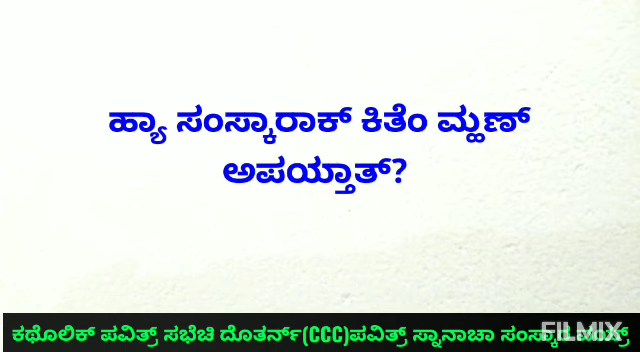 ಹ್ಯಾ ಸಂಸ್ಕಾರಾಕ್ ಕಿತೆಂ ಮ್ಹಣ್
ಅಪಯ್ತಾತ್?
ಕಥೊಲಿಕ್ ಪವಿತ್ರ್ ಸಭೆಚಿ ದೊತರ್ನ್(CCC)ಪವಿತ್ರ್ ಸ್ನಾನಾಚಾ ಸಂಸ್ಕಾರ
FILMIX